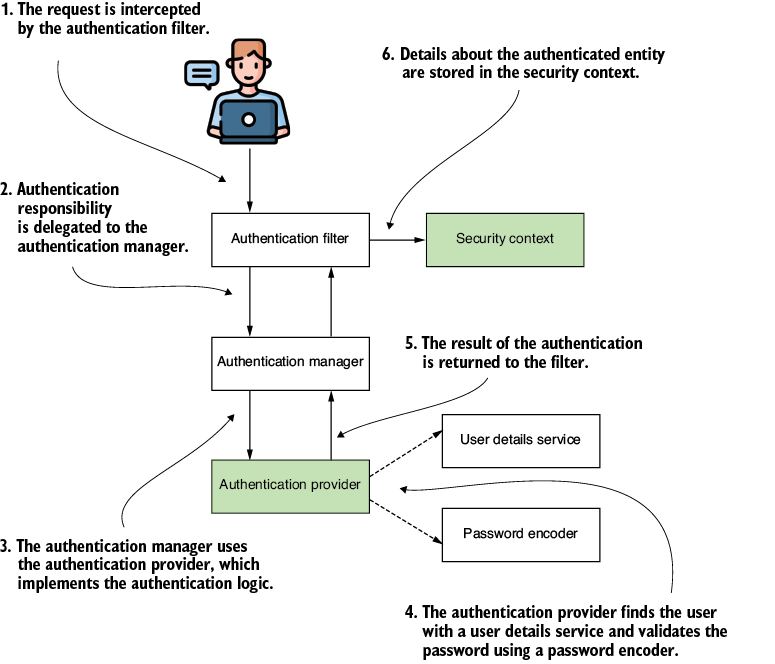 1. The request is intercepted
by the authentication filter.
6. Details about the authenticated entity
are stored in the security context.
2. Authentication
responsibility
is delegated to the
authentication manager.
Authentication filter
Security context
Authentication manager
5. The result of the authentication
is returned to the filter.
User details service
Authentication provider
Password encoder
3. The authentication manager uses
the authentication provider, which
implements the authentication logic.
4. The authentication provider finds the user
with a user details service and validates the
password using a password encoder.